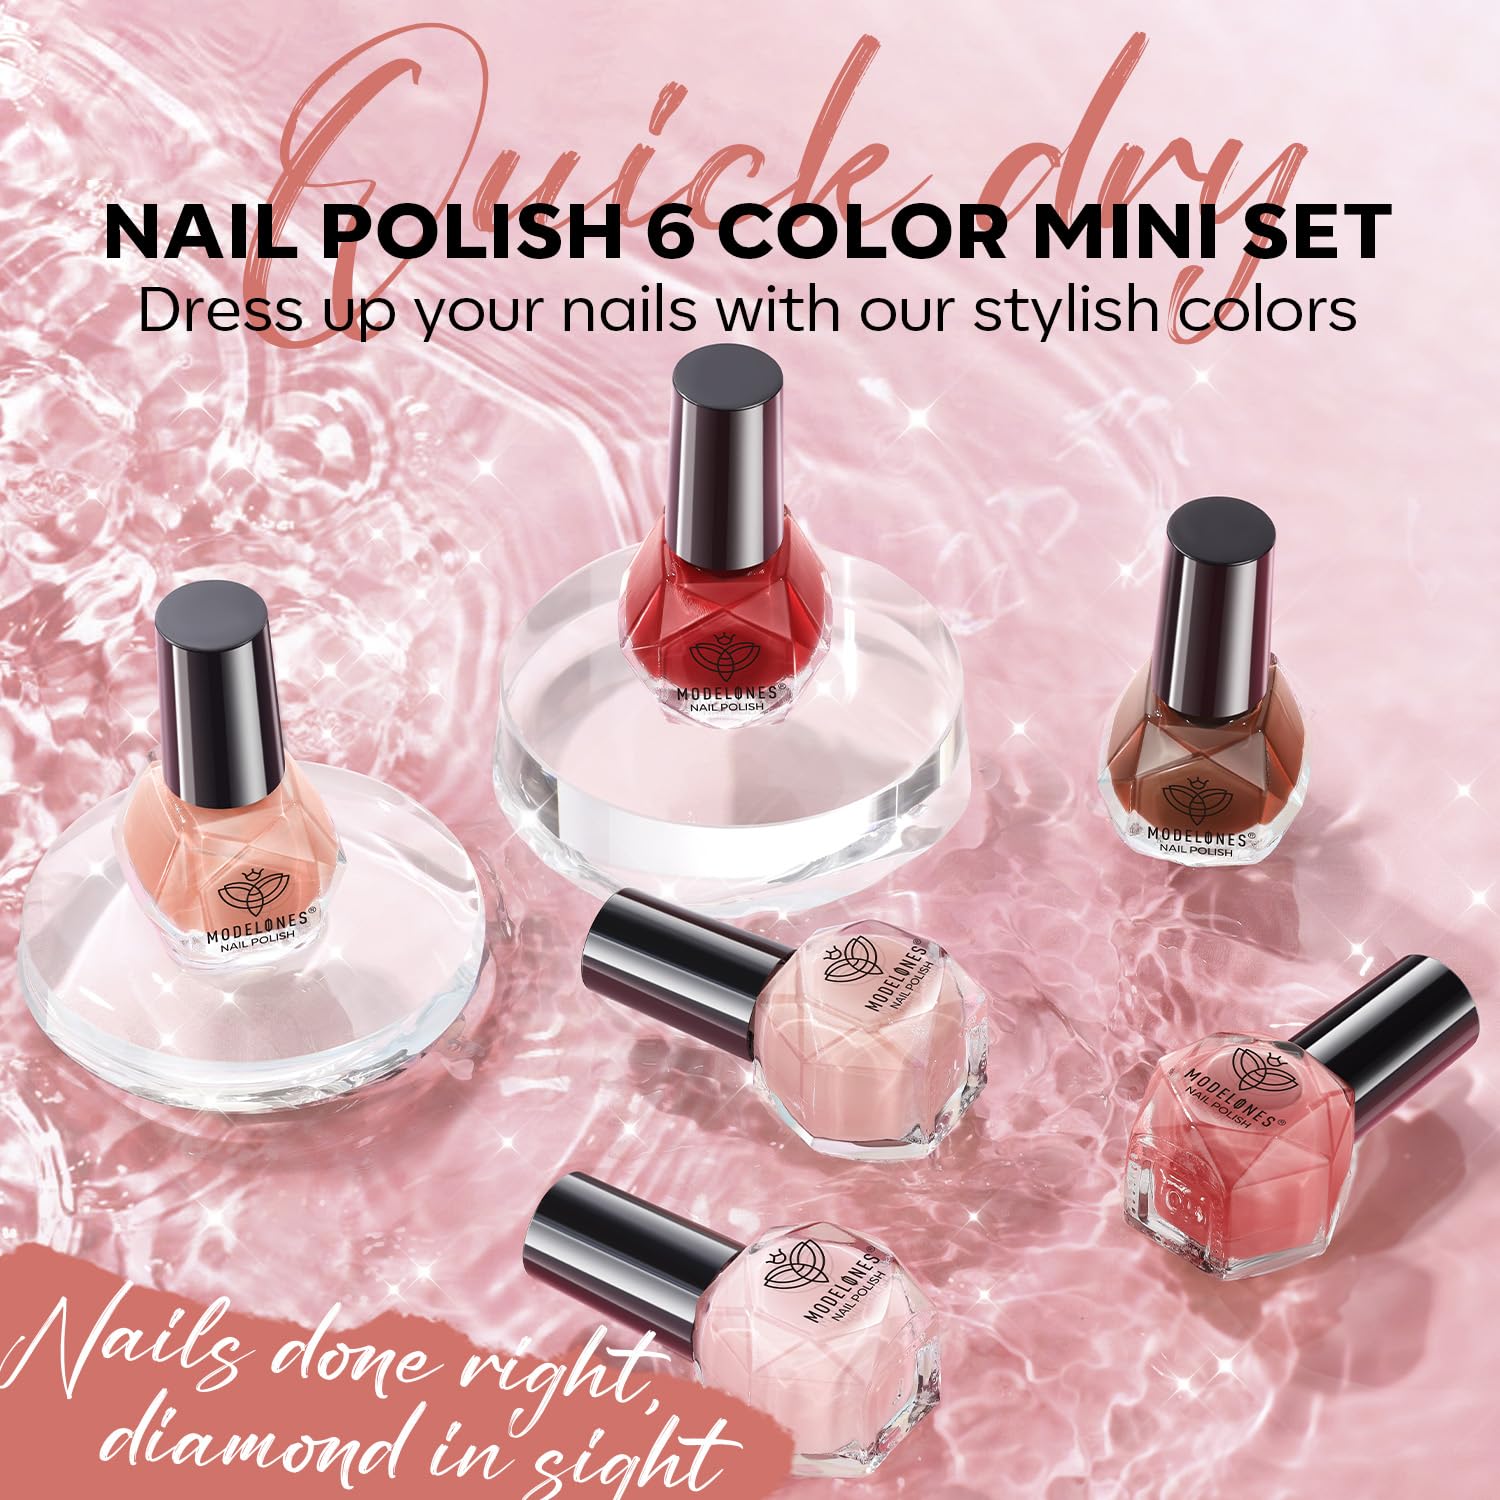 Quick dry
NAIL POLISH 6 COLOR MINI SET
Dress up your nails with our stylish colors
MODELONES®
NAIL POLISH
MODELONES®
NAIL POLISH
MODELONES®
NAIL POLISH
MODELONES®
NAIL POLISH
MODELONES®
NAIL POLISH
MODELONES®
NAIL POLISH
Nails done right,
diamond in sight